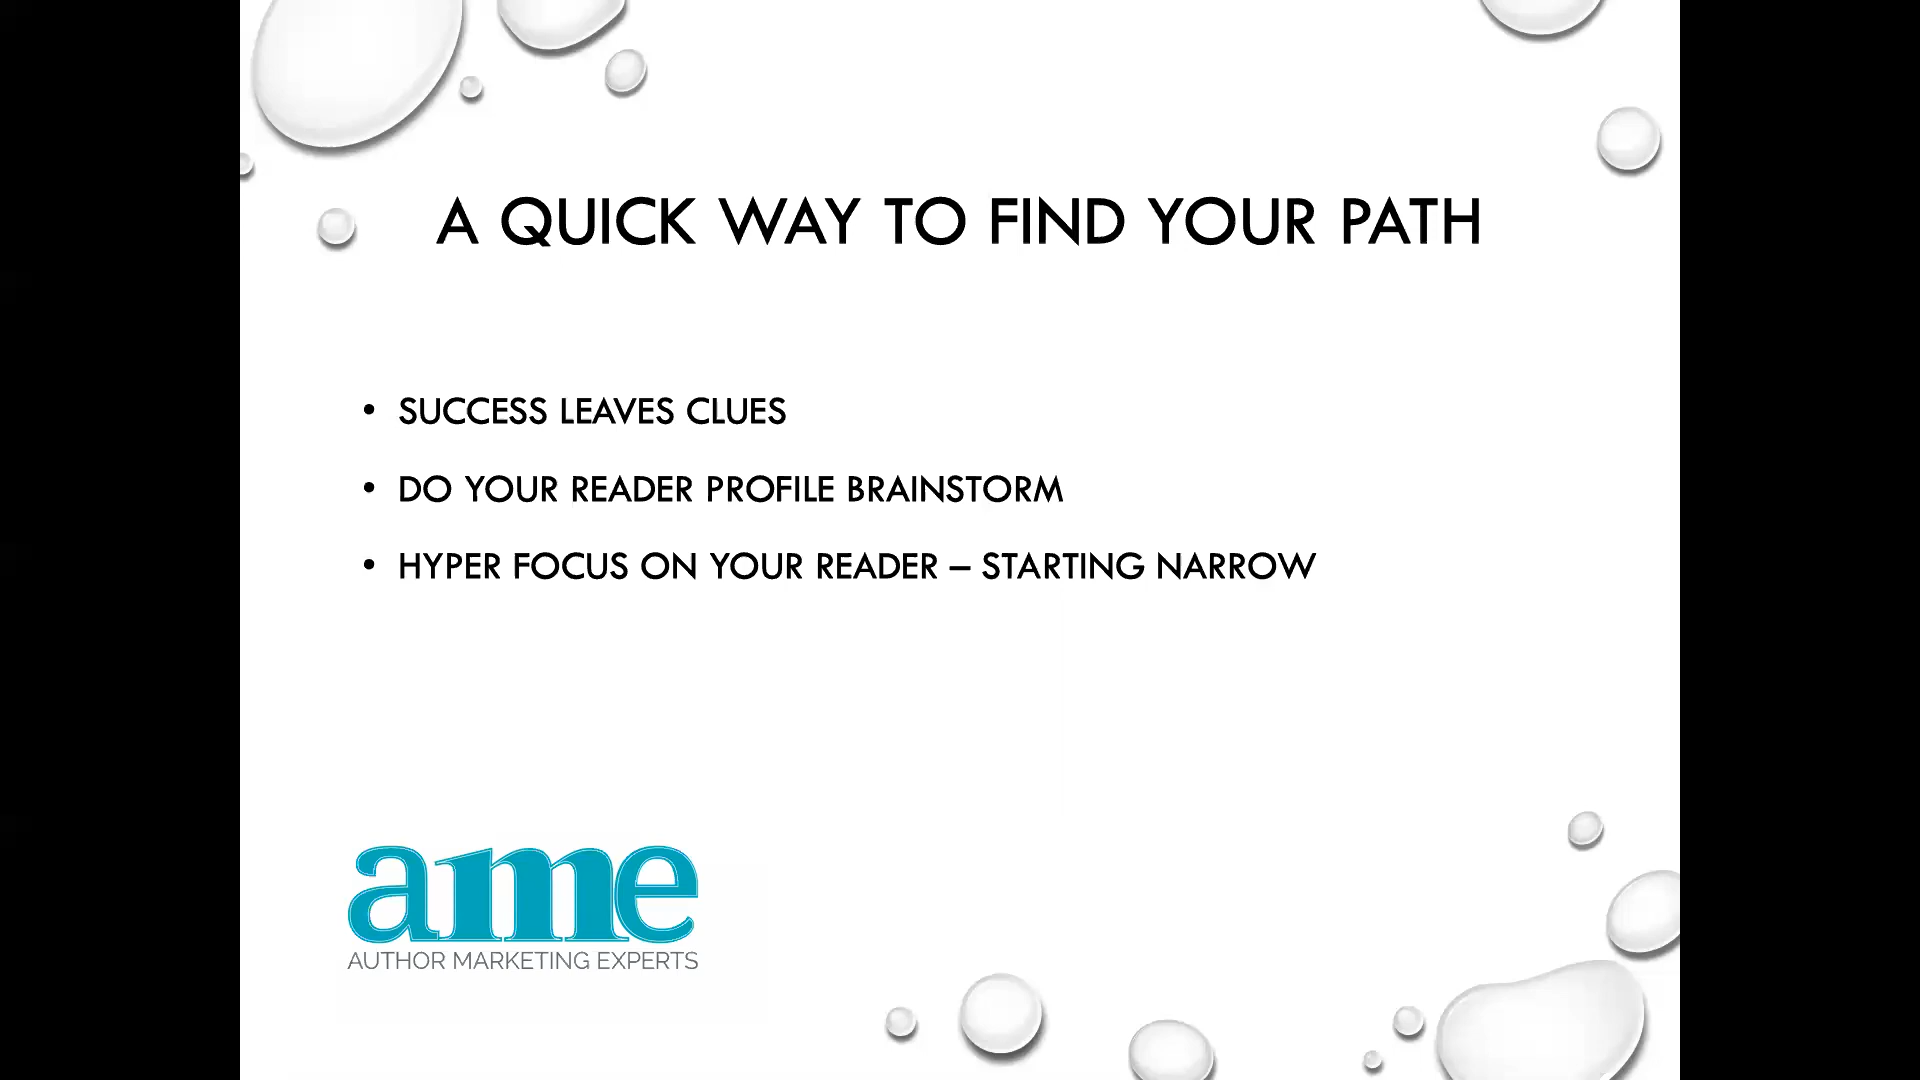 A QUICK WAY TO FIND YOUR PATH
• SUCCESS LEAVES CLUES
• DO YOUR READER PROFILE BRAINSTORM
• HYPER FOCUS ON YOUR READER – STARTING NARROW
ame
AUTHOR MARKETING EXPERTS